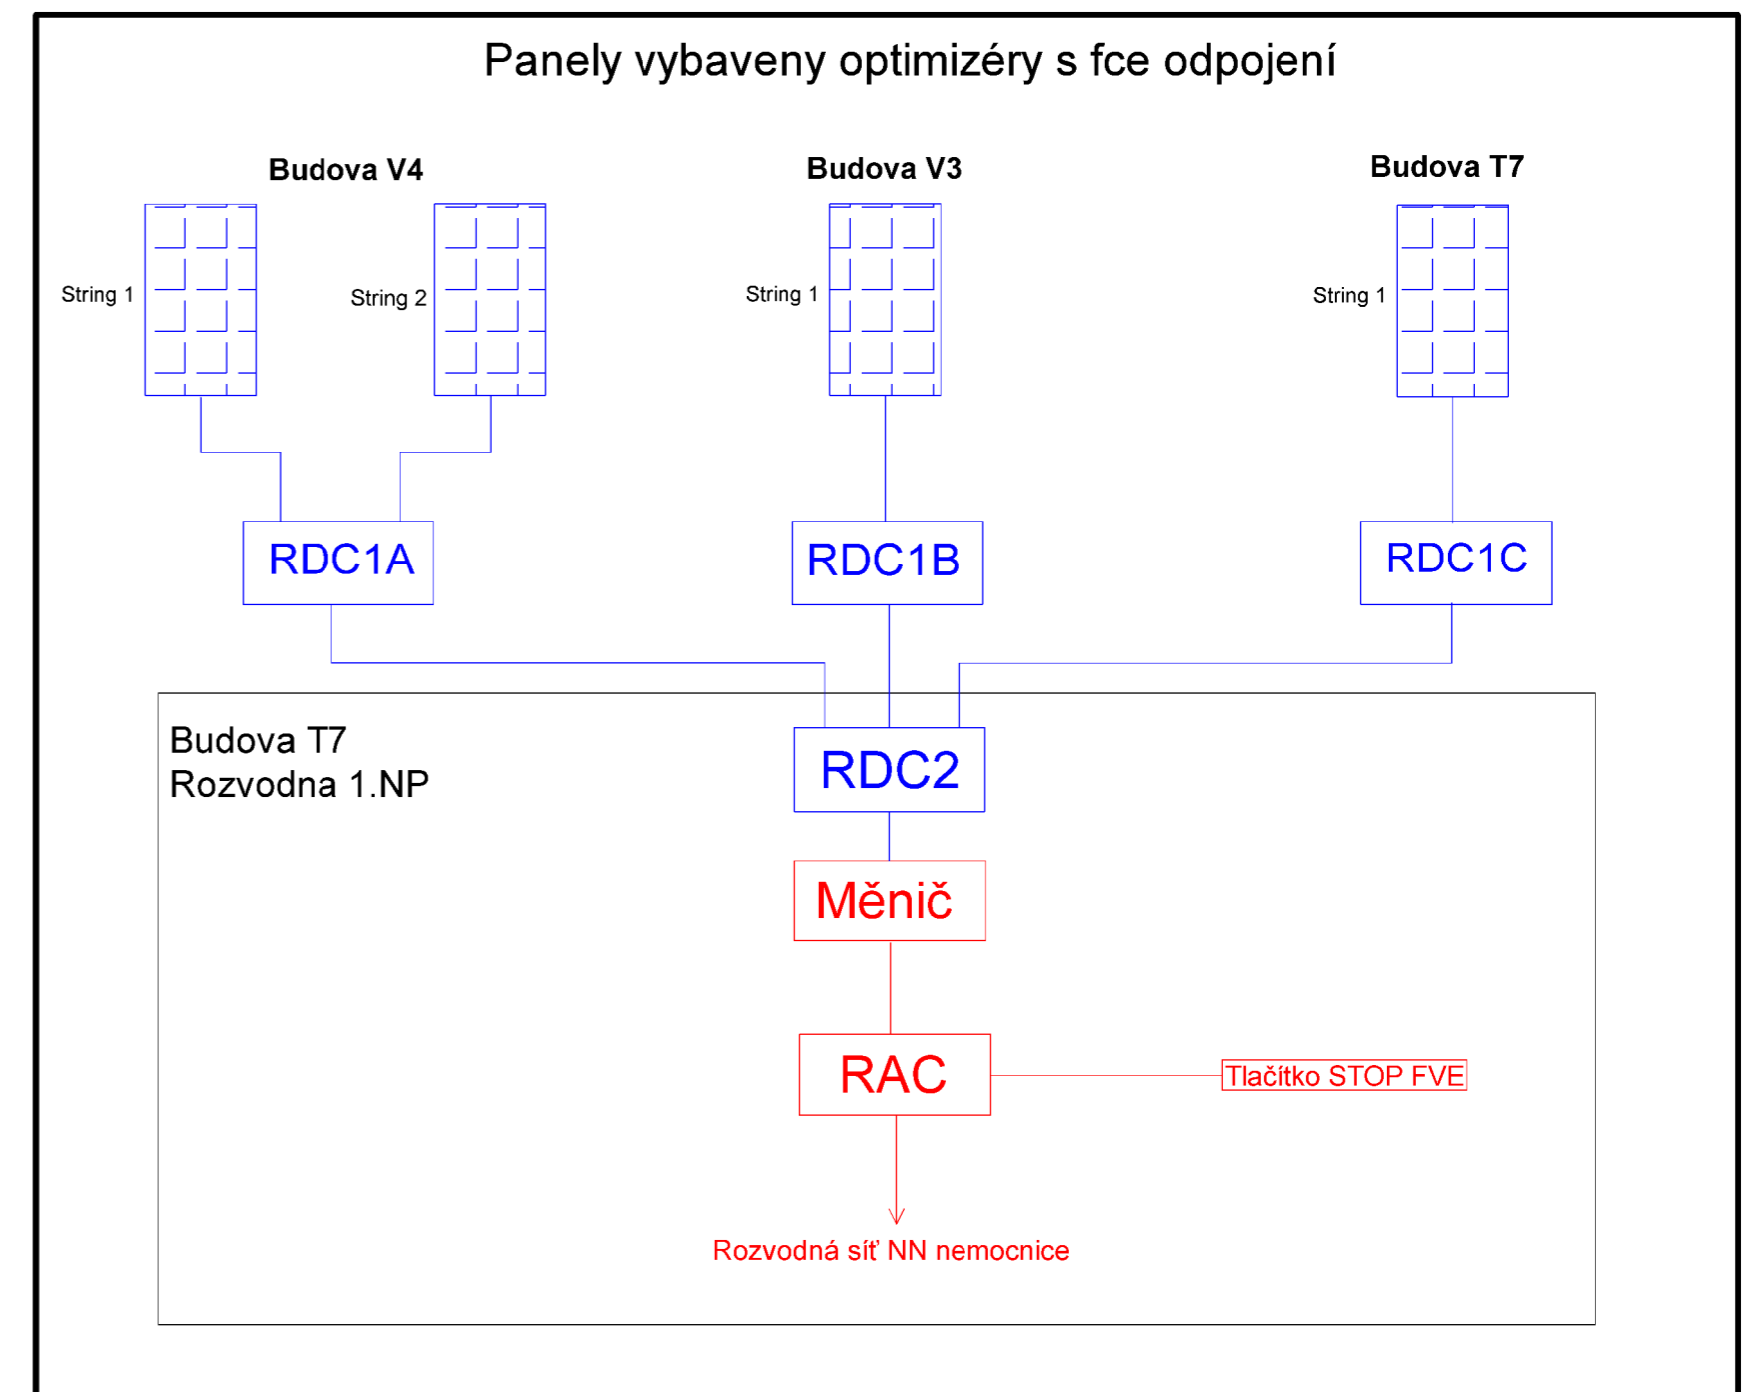 Panely vybaveny optimizéry s fce odpojení
Budova V4
Budova V3
Budova T7
String 1
String 2
String 1
String 1
RDC1A
RDC1B
RDC1C
Budova T7
Rozvodna 1.NP
RDC2
Měnič
RAC
Tlačítko STOP FVE
Rozvodná síť NN nemocnice